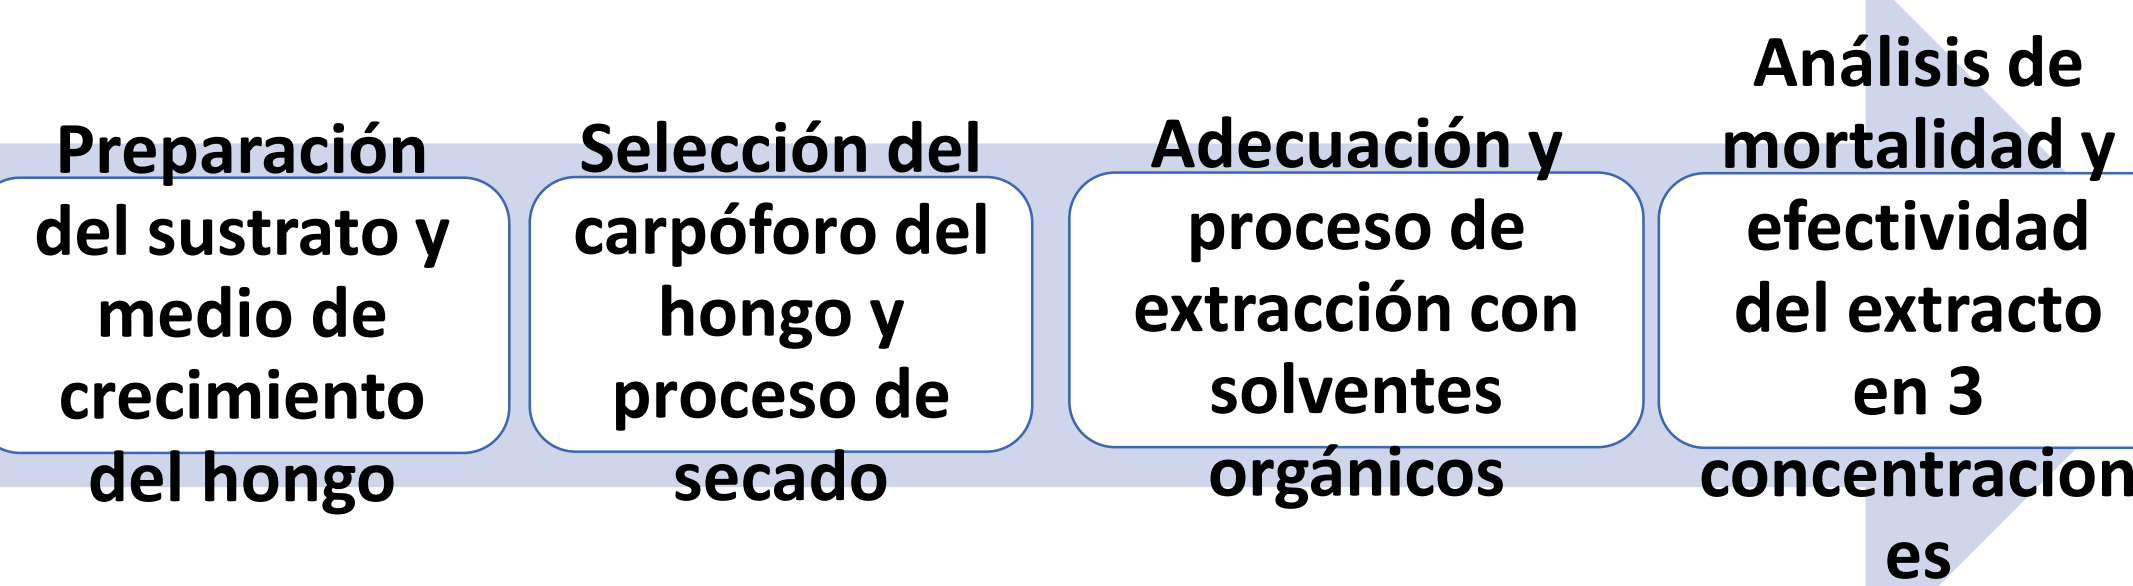 Preparación
del sustrato y
medio de
crecimiento
del hongo
Selección del
carpóforo del
hongo y
proceso de
secado
Adecuación y
proceso de
extracción con
solventes
orgánicos
Análisis de
mortalidad y
efectividad
del extracto
en 3
concentracion
es